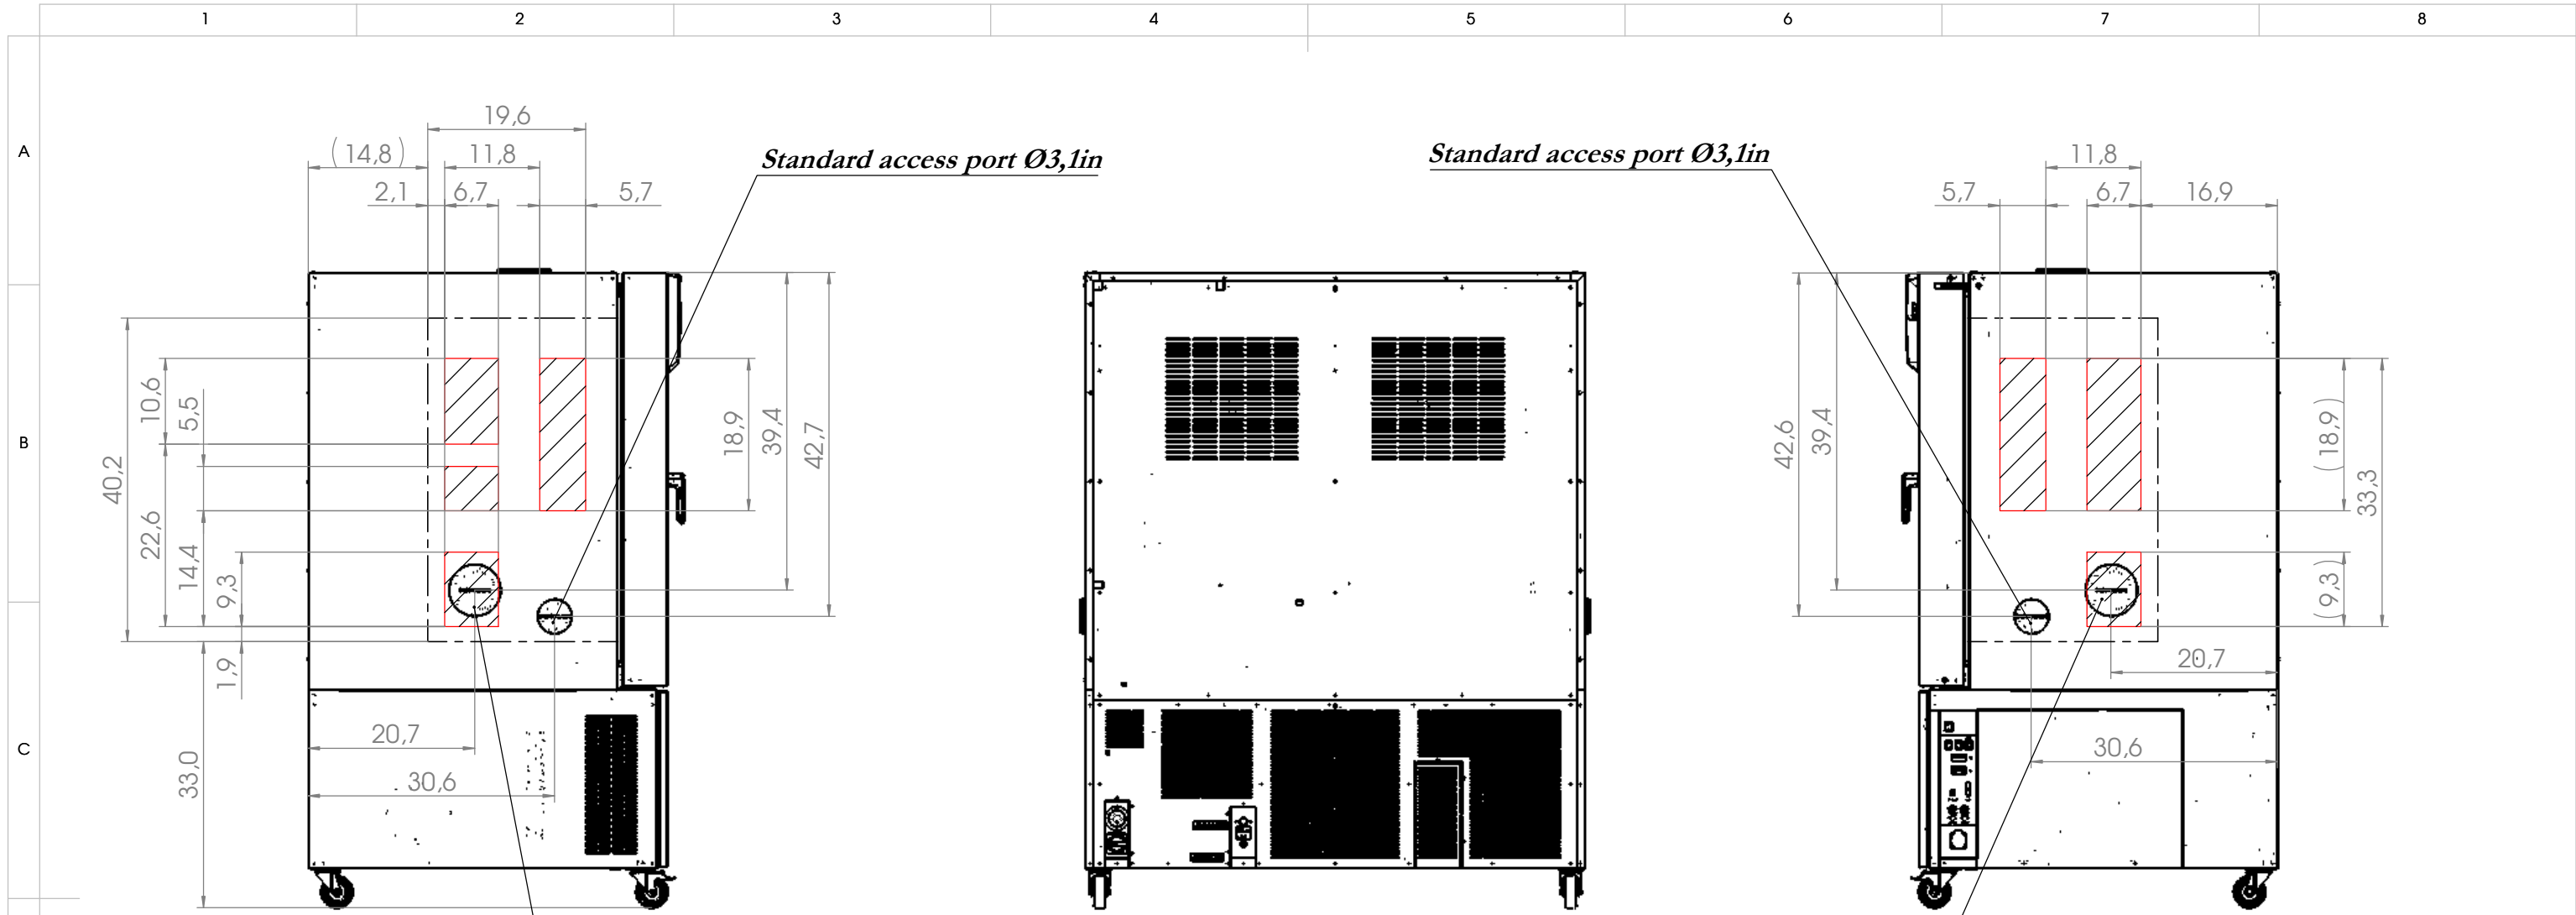 1 2 3 4 5 6 7 8
A
B
C
19,6
(14,8) 11,8
2,1 6,7 5,7
Standard access port Ø3,1in
Standard access port Ø3,1in
11,8
5,7 6,7 16,9
40,2
10,6
5,5
22,6
14,4
9,3
1,9
33,0
18,9
39,4
42,7
20,7
30,6
42,6
39,4
(18,9)
33,3
(9,3)
20,7
30,6